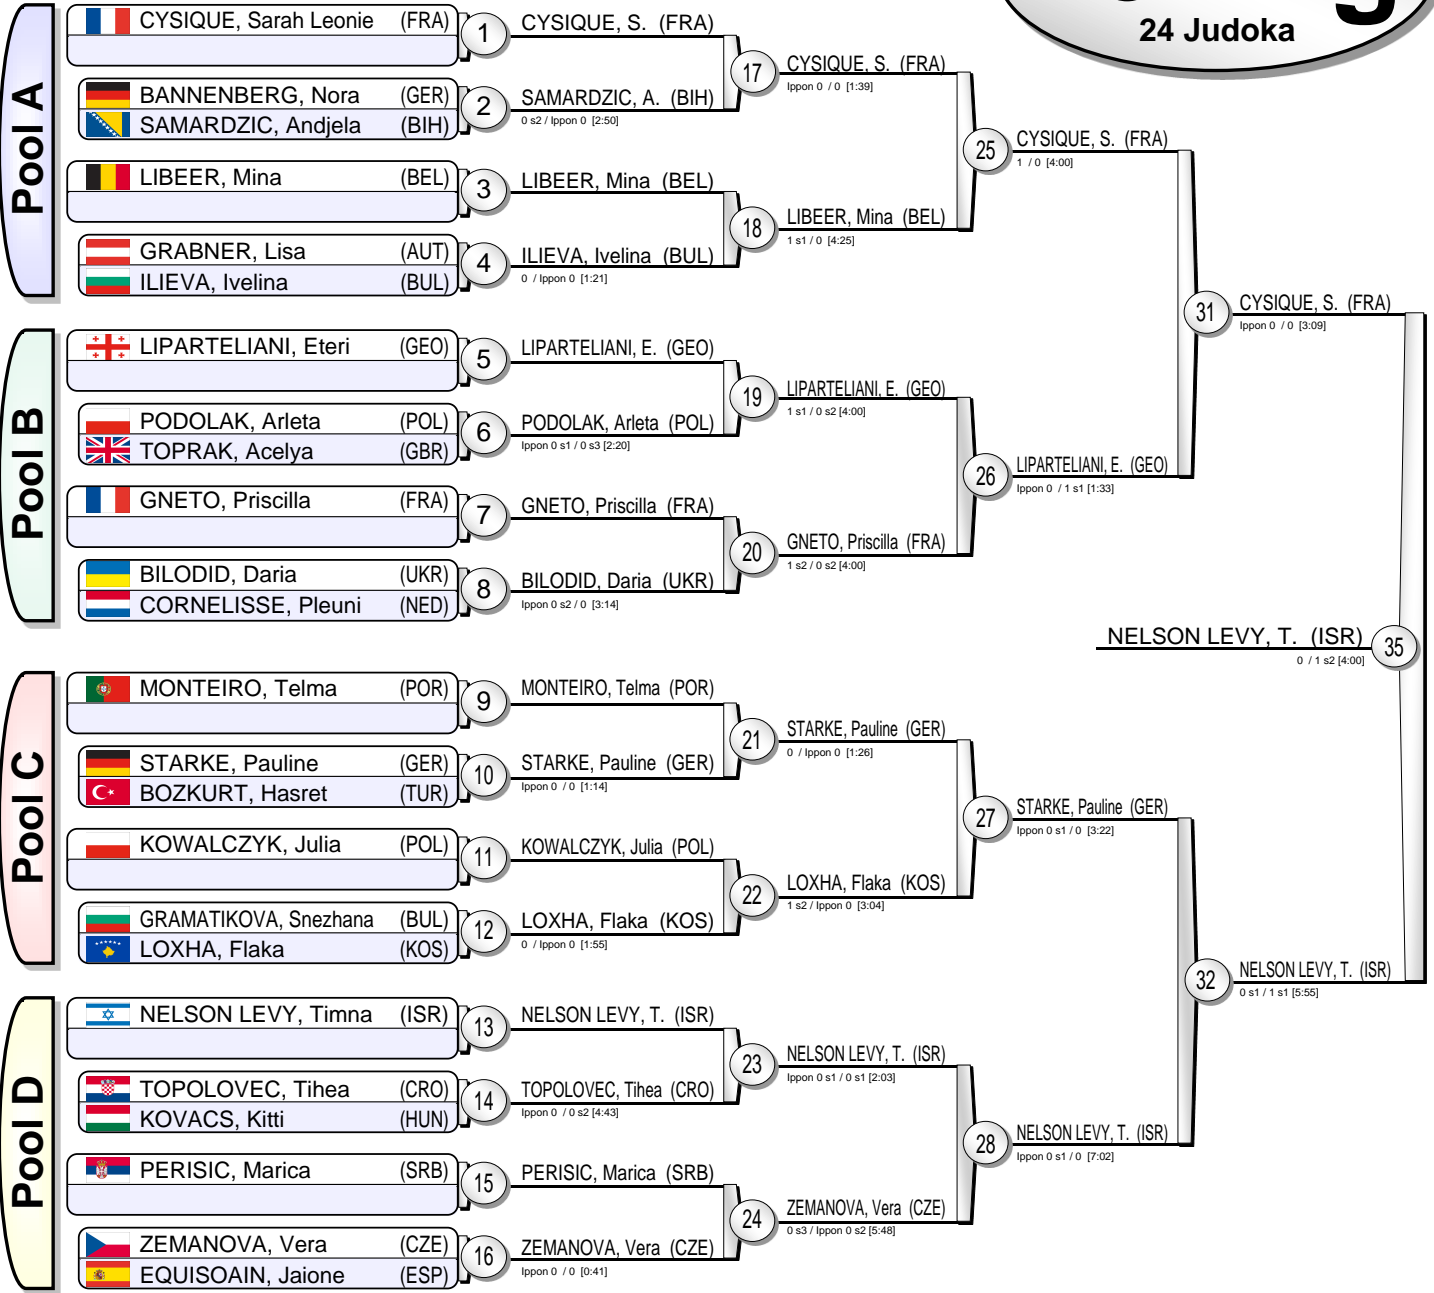 24 Judoka
Pool A
CYSIQUE, Sarah Leonie (FRA)
BANNENBERG, Nora (GER)
SAMARDZIC, Andjela (BIH)
LIBEER, Mina (BEL)
GRABNER, Lisa (AUT)
ILIEVA, Ivelina (BUL)
1
CYSIQUE, S. (FRA)
2
SAMARDZIC, A. (BIH)
0 s2 / Ippon 0 [2:50]
3
LIBEER, Mina (BEL)
4
ILIEVA, Ivelina (BUL)
0 / Ippon 0 [1:21]
17
CYSIQUE, S. (FRA)
Ippon 0 / 0 [1:39]
18
LIBEER, Mina (BEL)
1 s1 / 0 [4:25]
25
CYSIQUE, S. (FRA)
1 / 0 [4:00]
Pool B
LIPARTELIANI, Eteri (GEO)
PODOLAK, Arleta (POL)
TOPRAK, Acelya (GBR)
GNETO, Priscilla (FRA)
BILODID, Daria (UKR)
CORNELISSE, Pleuni (NED)
5
LIPARTELIANI, E. (GEO)
6
PODOLAK, Arleta (POL)
Ippon 0 s1 / 0 s3 [2:20]
7
GNETO, Priscilla (FRA)
8
BILODID, Daria (UKR)
Ippon 0 s2 / 0 [3:14]
19
LIPARTELIANI, E. (GEO)
1 s1 / 0 s2 [4:00]
20
GNETO, Priscilla (FRA)
1 s2 / 0 s2 [4:00]
26
LIPARTELIANI, E. (GEO)
Ippon 0 / 1 s1 [1:33]
31
CYSIQUE, S. (FRA)
Ippon 0 / 0 [3:09]
NELSON LEVY, T. (ISR)
35
0 / 1 s2 [4:00]
Pool C
MONTEIRO, Telma (POR)
STARKE, Pauline (GER)
BOZKURT, Hasret (TUR)
KOWALCZYK, Julia (POL)
GRAMATIKOVA, Snezhana (BUL)
LOXHA, Flaka (KOS)
9
MONTEIRO, Telma (POR)
10
STARKE, Pauline (GER)
Ippon 0 / 0 [1:14]
11
KOWALCZYK, Julia (POL)
12
LOXHA, Flaka (KOS)
0 / Ippon 0 [1:55]
21
STARKE, Pauline (GER)
0 / Ippon 0 [1:26]
22
LOXHA, Flaka (KOS)
1 s2 / Ippon 0 [3:04]
27
STARKE, Pauline (GER)
Ippon 0 s1 / 0 [3:22]
Pool D
NELSON LEVY, Timna (ISR)
TOPOLOVEC, Tihea (CRO)
KOVACS, Kitti (HUN)
PERISIC, Marica (SRB)
ZEMANOVA, Vera (CZE)
EQUISOAIN, Jaione (ESP)
13
NELSON LEVY, T. (ISR)
14
TOPOLOVEC, Tihea (CRO)
Ippon 0 / 0 s2 [4:43]
15
PERISIC, Marica (SRB)
16
ZEMANOVA, Vera (CZE)
Ippon 0 / 0 [0:41]
23
NELSON LEVY, T. (ISR)
Ippon 0 s1 / 0 s1 [2:03]
24
ZEMANOVA, Vera (CZE)
0 s3 / Ippon 0 s2 [5:48]
28
NELSON LEVY, T. (ISR)
Ippon 0 s1 / 0 [7:02]
32
NELSON LEVY, T. (ISR)
0 s1 / 1 s1 [5:55]